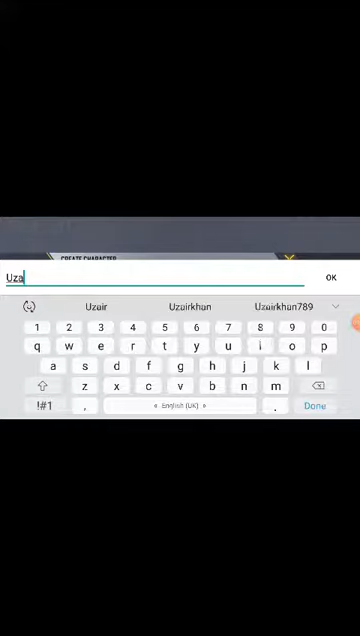 CREATE CHARACTER
Uza
OK
Uzair Uzairkhan Uzairkhan789
1 2 3 4 5 6 7 8 9 0
q w e r t y u i o p
a s d f g h j k l
z x c v b n m
!#1 , English (UK) . Done